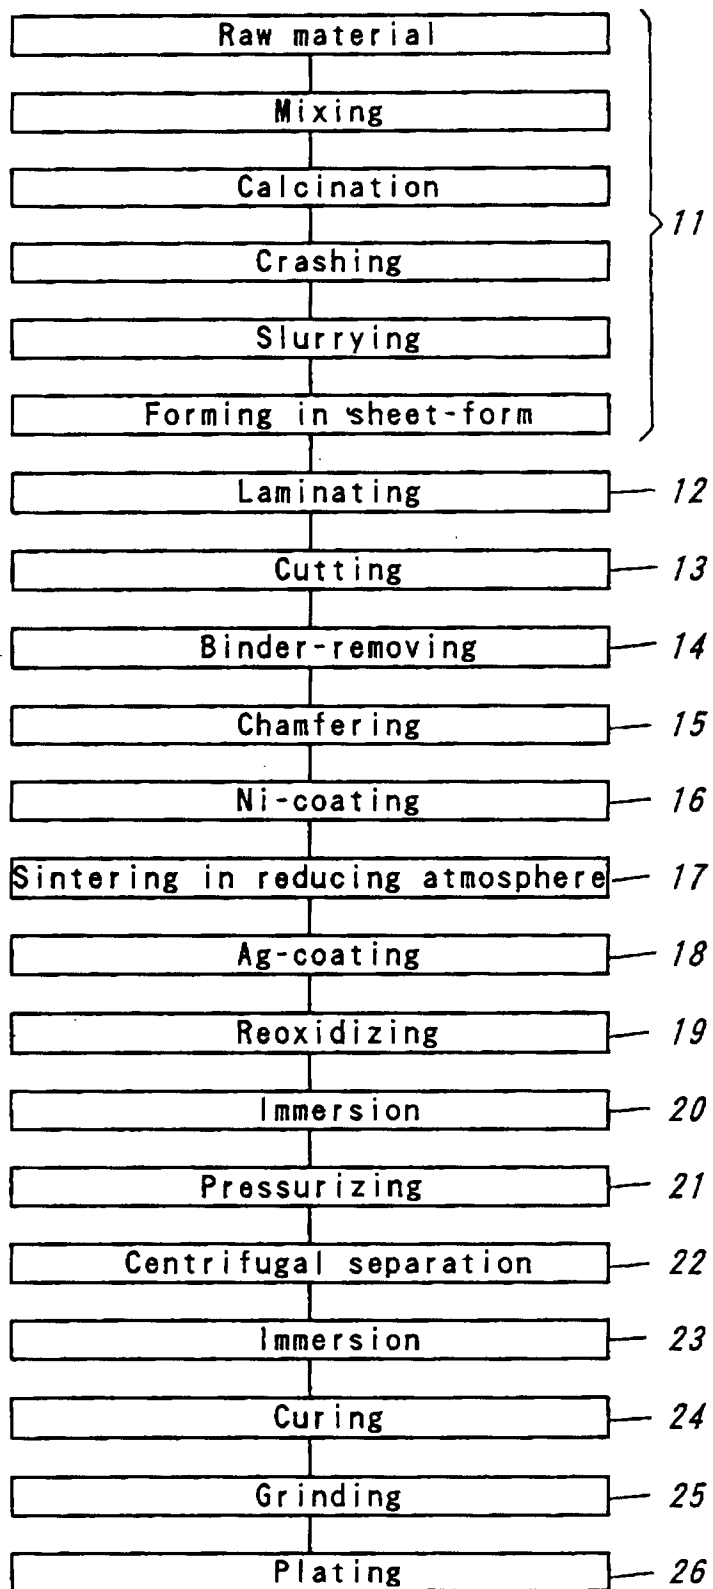 Raw material
Mixing
Calcination
Crashing
Slurrying
Forming in sheet-form
11
Laminating 12
Cutting 13
Binder-removing 14
Chamfering 15
Ni-coating 16
Sintering in reducing atmosphere 17
Ag-coating 18
Reoxidizing 19
Immersion 20
Pressurizing 21
Centrifugal separation 22
Immersion 23
Curing 24
Grinding 25
Plating 26